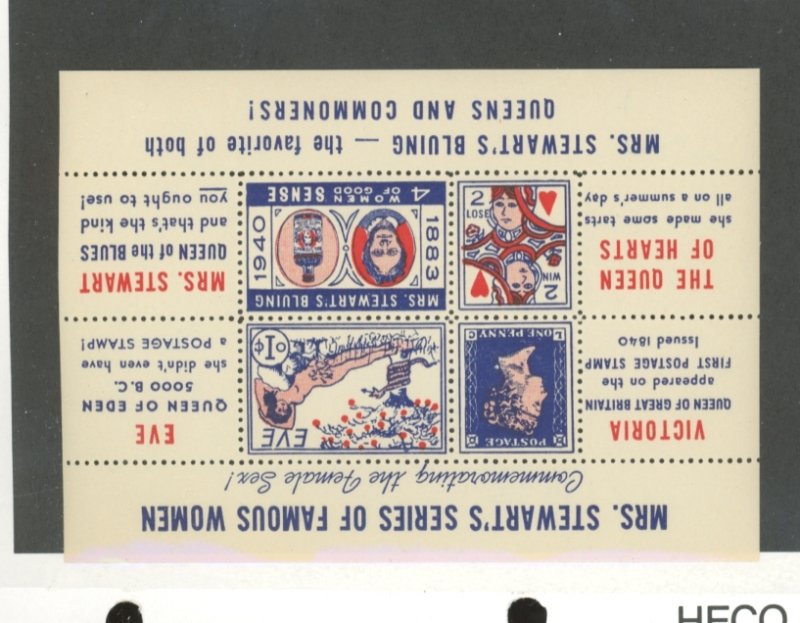 MRS. STEWART'S SERIES OF FAMOUS WOMEN
Commemorating the Female Sex!
VICTORIA
QUEEN OF GREAT BRITAIN
appeared on the
FIRST POSTAGE STAMP
Issued 1840
POSTAGE
L ONE PENNY C
EVE
1¢
EVE
QUEEN OF EDEN
5000 B.C.
she didn't even have
a POSTAGE STAMP!
THE QUEEN
OF HEARTS
she made some tarts
all on a summer's day
2
WIN
LOSE
2
MRS. STEWART'S BLUING
1883
1940
4 WOMEN OF GOOD SENSE
MRS. STEWART
QUEEN of the BLUES
and that's the kind
you ought to use!
MRS. STEWART'S BLUING — the favorite of both
QUEENS AND COMMONERS!
HECO